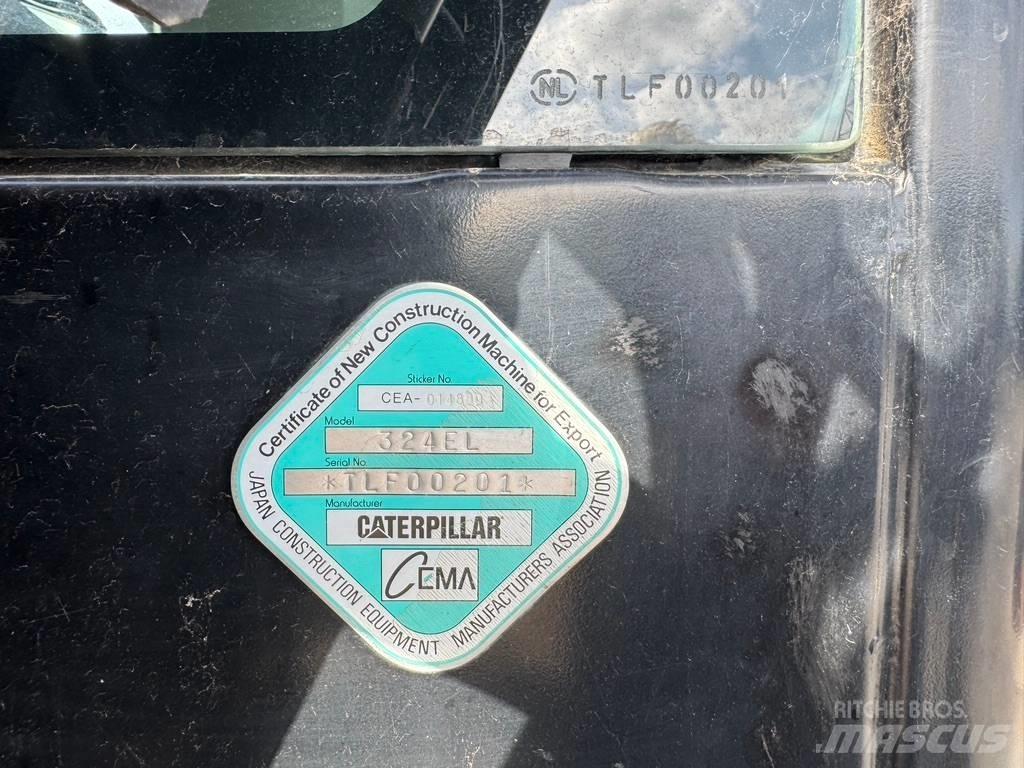 NL TLF00201
Certificate of New Construction Machine for Export
Sticker No.
CEA-
Model
324EL
Serial No.
*TLF00201*
Manufacturer
CATERPILLAR
CEMA
JAPAN CONSTRUCTION EQUIPMENT MANUFACTURERS ASSOCIATION
RITCHIE BROS.
MASCUS